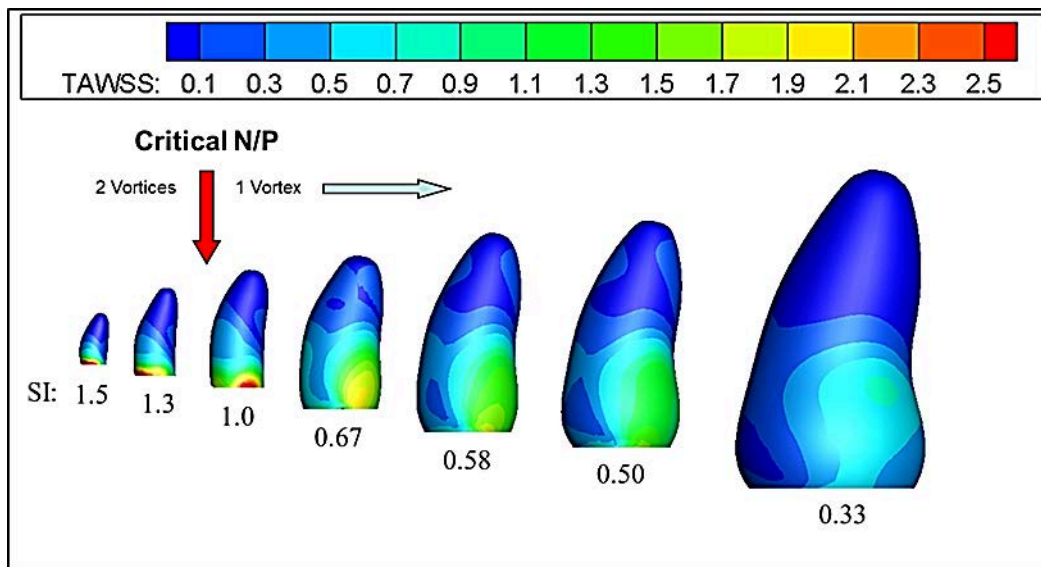 TAWSS: 0.1 0.3 0.5 0.7 0.9 1.1 1.3 1.5 1.7 1.9 2.1 2.3 2.5
Critical N/P
2 Vortices 1 Vortex
SI: 1.5 1.3 1.0 0.67 0.58 0.50 0.33